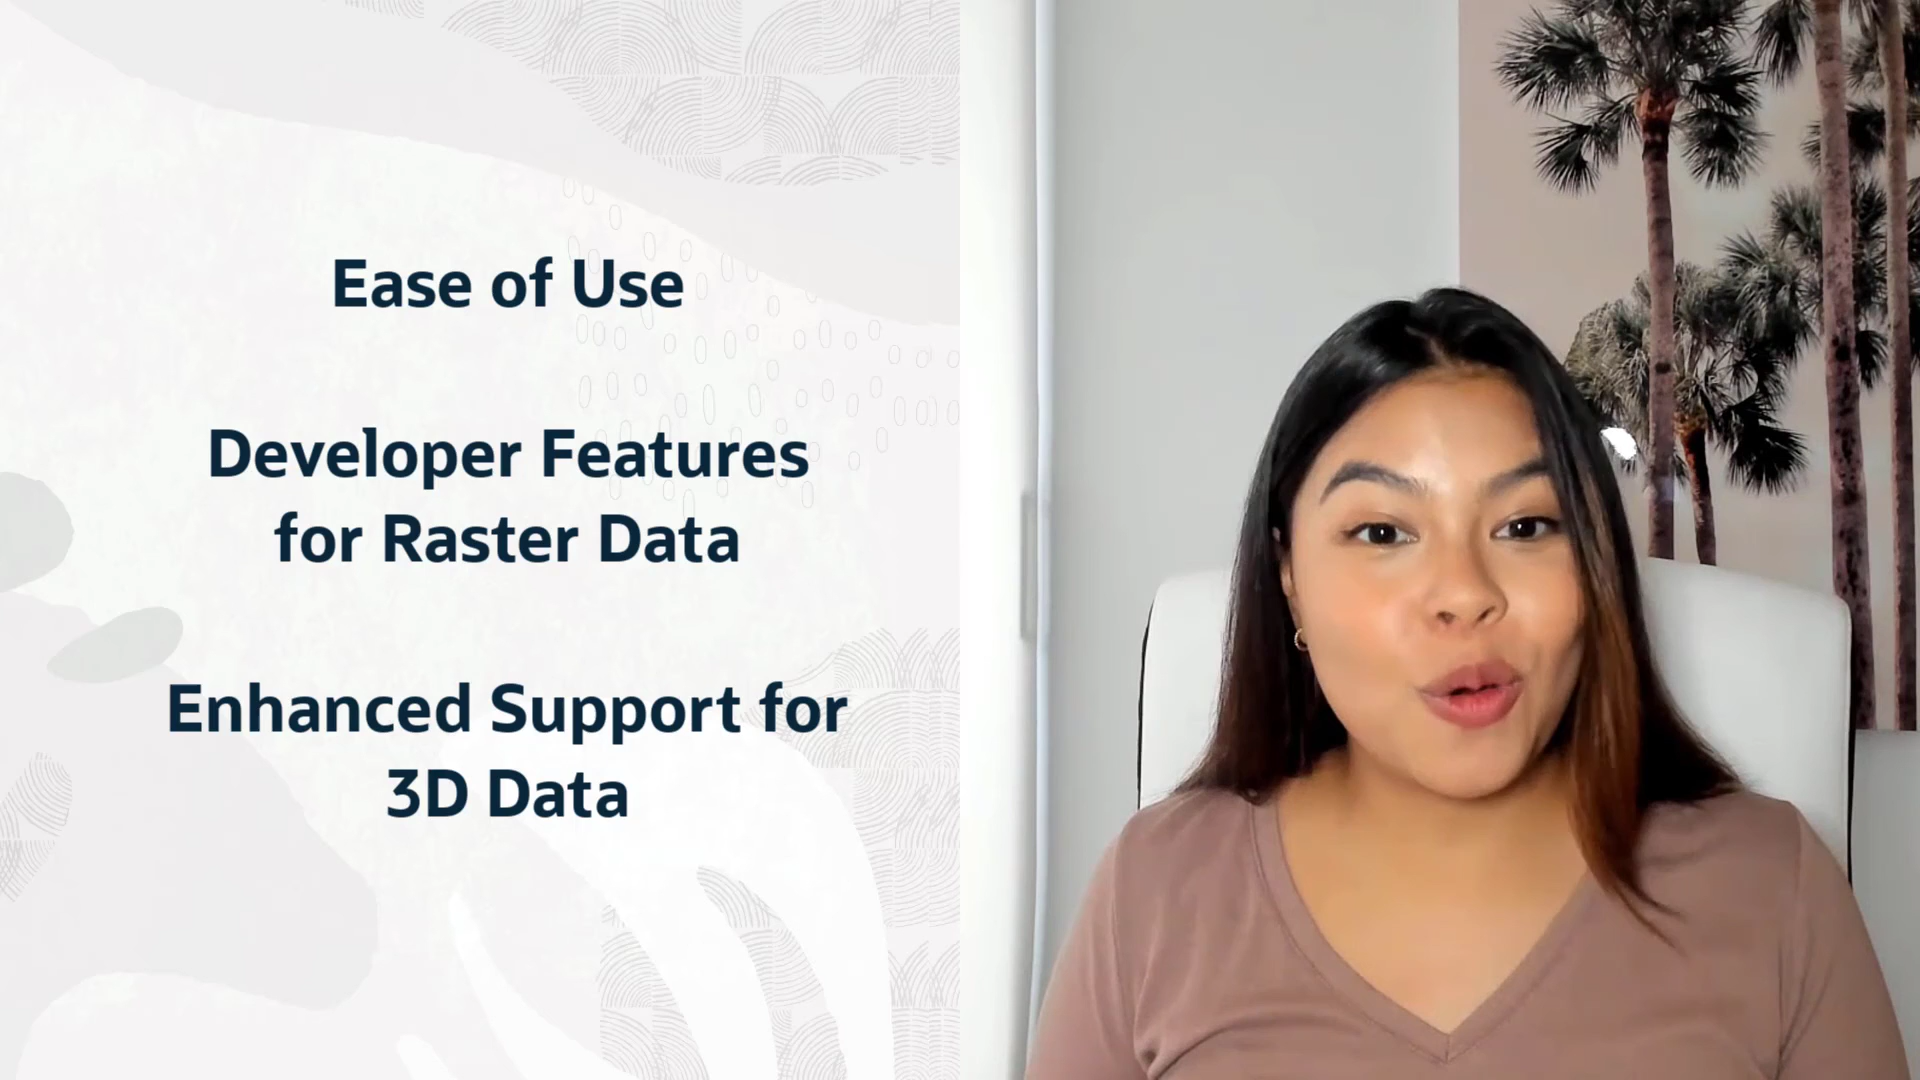 Ease of Use
Developer Features
for Raster Data
Enhanced Support for
3D Data